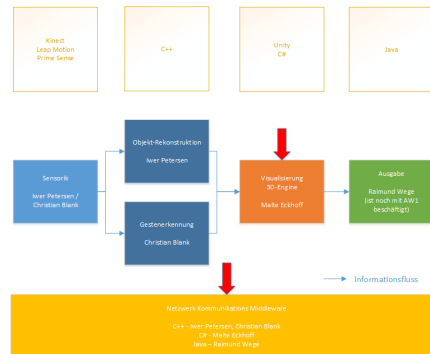 Kinect
Leap Motion
Prime Sense
C++
Unity
C#
Java
Objekt-Rekonstruktion
Iwer Petersen
Sensorik
Iwer Petersen /
Christian Blank
Gestenerkennung
Christian Blank
Visualisierung
3D-Engine
Malte Eckhoff
Ausgabe
Raimund Wege
(ist noch mit AW1
beschäftigt)
Informationsfluss
Netzwerk Kommunikations Middleware
C++ - Iwer Petersen, Christian Blank
C# - Malte Eckhoff
Java – Raimund Wege